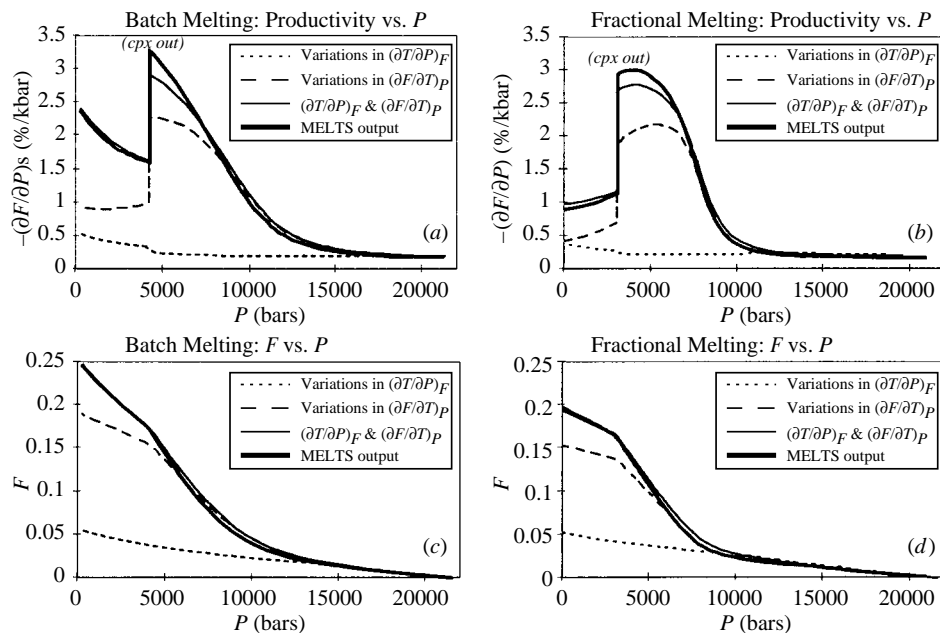 Batch Melting: Productivity vs. P
3.5
3
2.5
2
1.5
1
0.5
0
–(∂F/∂P)s (%/kbar)
(cpx out)
Variations in (∂T/∂P)F
Variations in (∂F/∂T)P
(∂T/∂P)F & (∂F/∂T)P
MELTS output
(a)
0
5000
10000
15000
20000
P (bars)
Fractional Melting: Productivity vs. P
3.5
3
2.5
2
1.5
1
0.5
0
–(∂F/∂P) (%/kbar)
(cpx out)
Variations in (∂T/∂P)F
Variations in (∂F/∂T)P
(∂T/∂P)F & (∂F/∂T)P
MELTS output
(b)
0
5000
10000
15000
20000
P (bars)
Batch Melting: F vs. P
0.25
0.2
0.15
0.1
0.05
0
F
Variations in (∂T/∂P)F
Variations in (∂F/∂T)P
(∂T/∂P)F & (∂F/∂T)P
MELTS output
(c)
0
5000
10000
15000
20000
P (bars)
Fractional Melting: F vs. P
0.25
0.2
0.15
0.1
0.05
0
F
Variations in (∂T/∂P)F
Variations in (∂F/∂T)P
(∂T/∂P)F & (∂F/∂T)P
MELTS output
(d)
0
5000
10000
15000
20000
P (bars)